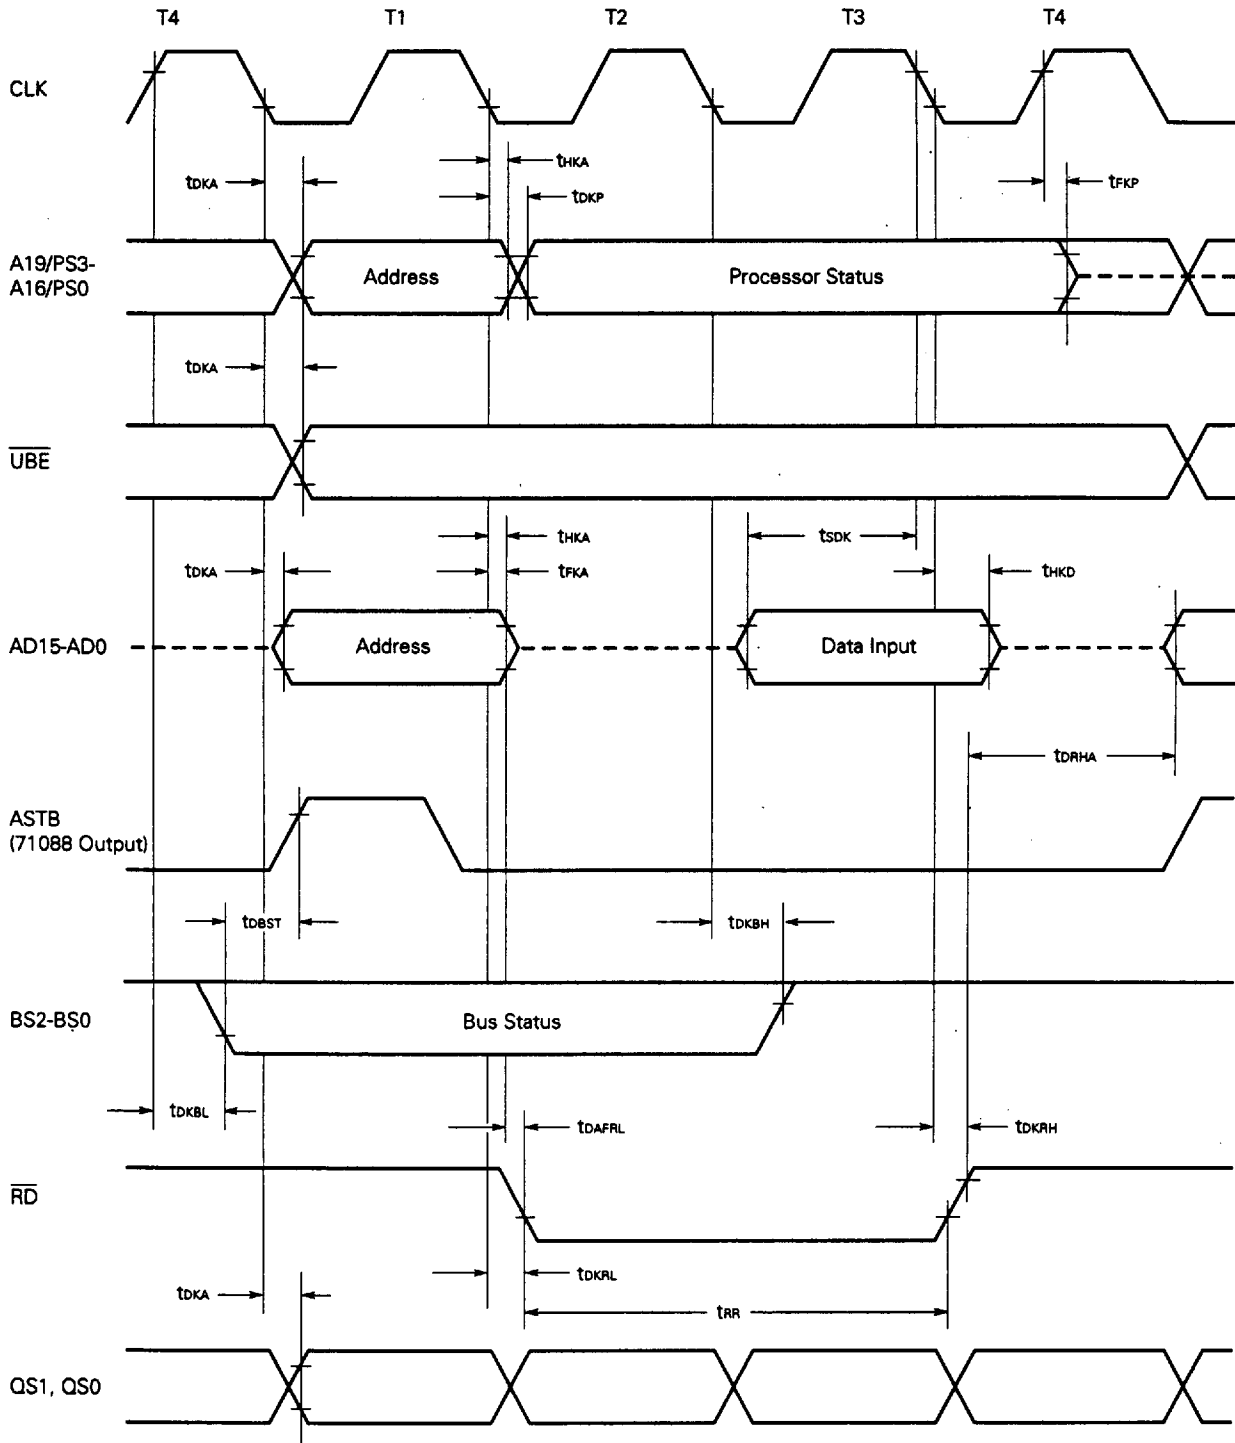 T4 T1 T2 T3 T4
CLK
tHKA
tDKA
tDKP
tFKP
A19/PS3-
A16/PS0
Address
Processor Status
tDKA
UBE
tHKA
tSDK
tDKA
tFKA
tHKD
AD15-AD0
Address
Data Input
tDRHA
ASTB
(71088 Output)
tDBST
tDKBH
BS2-BS0
Bus Status
tDKBL
tDAFRL
tDKRH
RD
tDKRL
tDKA
tRR
QS1, QS0